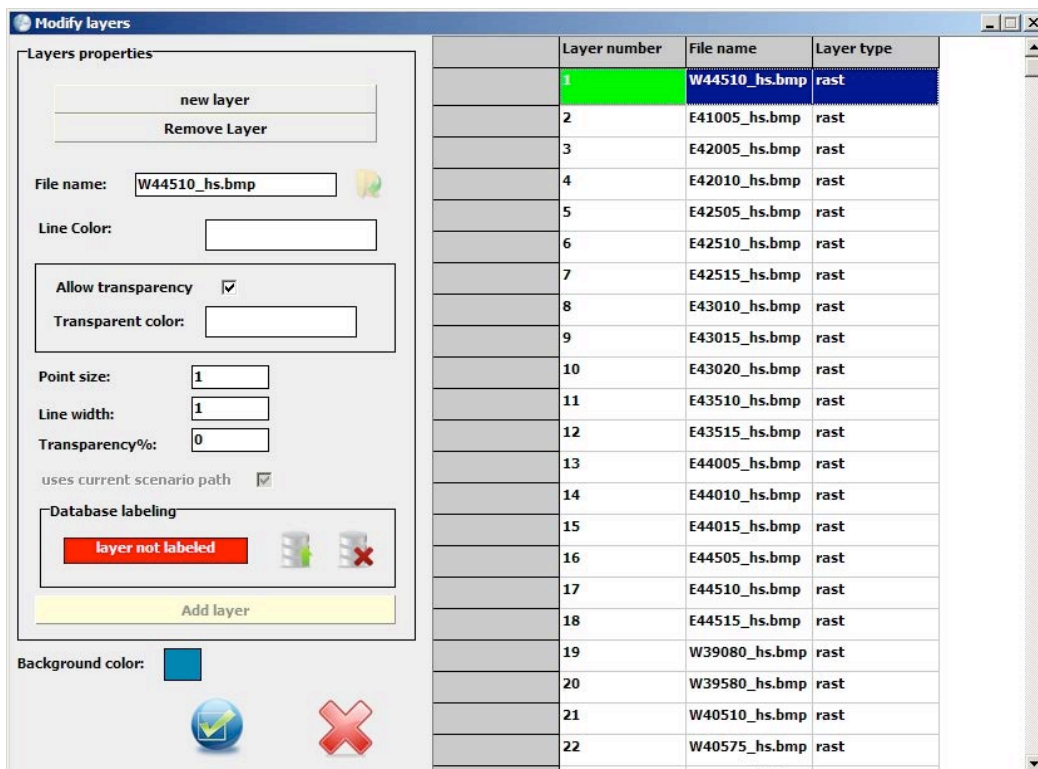 Modify layers
Layers properties
new layer
Remove Layer
File name: W44510_hs.bmp
Line Color:
Allow transparency
Transparent color:
Point size: 1
Line width: 1
Transparency%: 0
uses current scenario path
Database labeling
layer not labeled
Add layer
Background color:
Layer number File name Layer type
1 W44510_hs.bmp rast
2 E41005_hs.bmp rast
3 E42005_hs.bmp rast
4 E42010_hs.bmp rast
5 E42505_hs.bmp rast
6 E42510_hs.bmp rast
7 E42515_hs.bmp rast
8 E43010_hs.bmp rast
9 E43015_hs.bmp rast
10 E43020_hs.bmp rast
11 E43510_hs.bmp rast
12 E43515_hs.bmp rast
13 E44005_hs.bmp rast
14 E44010_hs.bmp rast
15 E44015_hs.bmp rast
16 E44505_hs.bmp rast
17 E44510_hs.bmp rast
18 E44515_hs.bmp rast
19 W39080_hs.bmp rast
20 W39580_hs.bmp rast
21 W40510_hs.bmp rast
22 W40575_hs.bmp rast